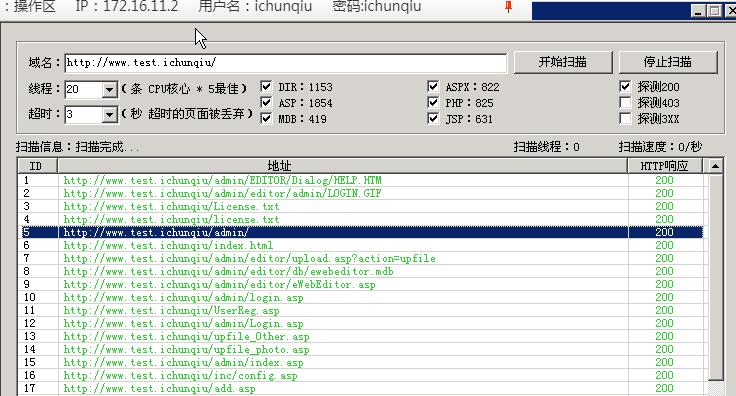 ：操作区 IP：172.16.11.2 用户名：ichunqiu 密码:ichunqiu
域名： http://www.test.ichunqiu/ 开始扫描 停止扫描
线程： 20 （条 CPU核心 * 5最佳） DIR：1153 ASPX：822 探测200
ASP：1854 PHP：825 探测403
超时： 3 （秒 超时的页面被丢弃） MDB：419 JSP：631 探测3XX
扫描信息：扫描完成... 扫描线程：0 扫描速度：0/秒
ID 地址 HTTP响应
1 http://www.test.ichunqiu/admin/EDITOR/Dialog/HELP.HTM 200
2 http://www.test.ichunqiu/admin/editor/admin/LOGIN.GIF 200
3 http://www.test.ichunqiu/License.txt 200
4 http://www.test.ichunqiu/license.txt 200
5 http://www.test.ichunqiu/admin/ 200
6 http://www.test.ichunqiu/index.html 200
7 http://www.test.ichunqiu/admin/editor/upload.asp?action=upfile 200
8 http://www.test.ichunqiu/admin/editor/db/ewebeditor.mdb 200
9 http://www.test.ichunqiu/admin/editor/eWebEditor.asp 200
10 http://www.test.ichunqiu/admin/login.asp 200
11 http://www.test.ichunqiu/UserReg.asp 200
12 http://www.test.ichunqiu/admin/Login.asp 200
13 http://www.test.ichunqiu/upfile_Other.asp 200
14 http://www.test.ichunqiu/upfile_photo.asp 200
15 http://www.test.ichunqiu/admin/index.asp 200
16 http://www.test.ichunqiu/inc/config.asp 200
17 http://www.test.ichunqiu/add.asp 200